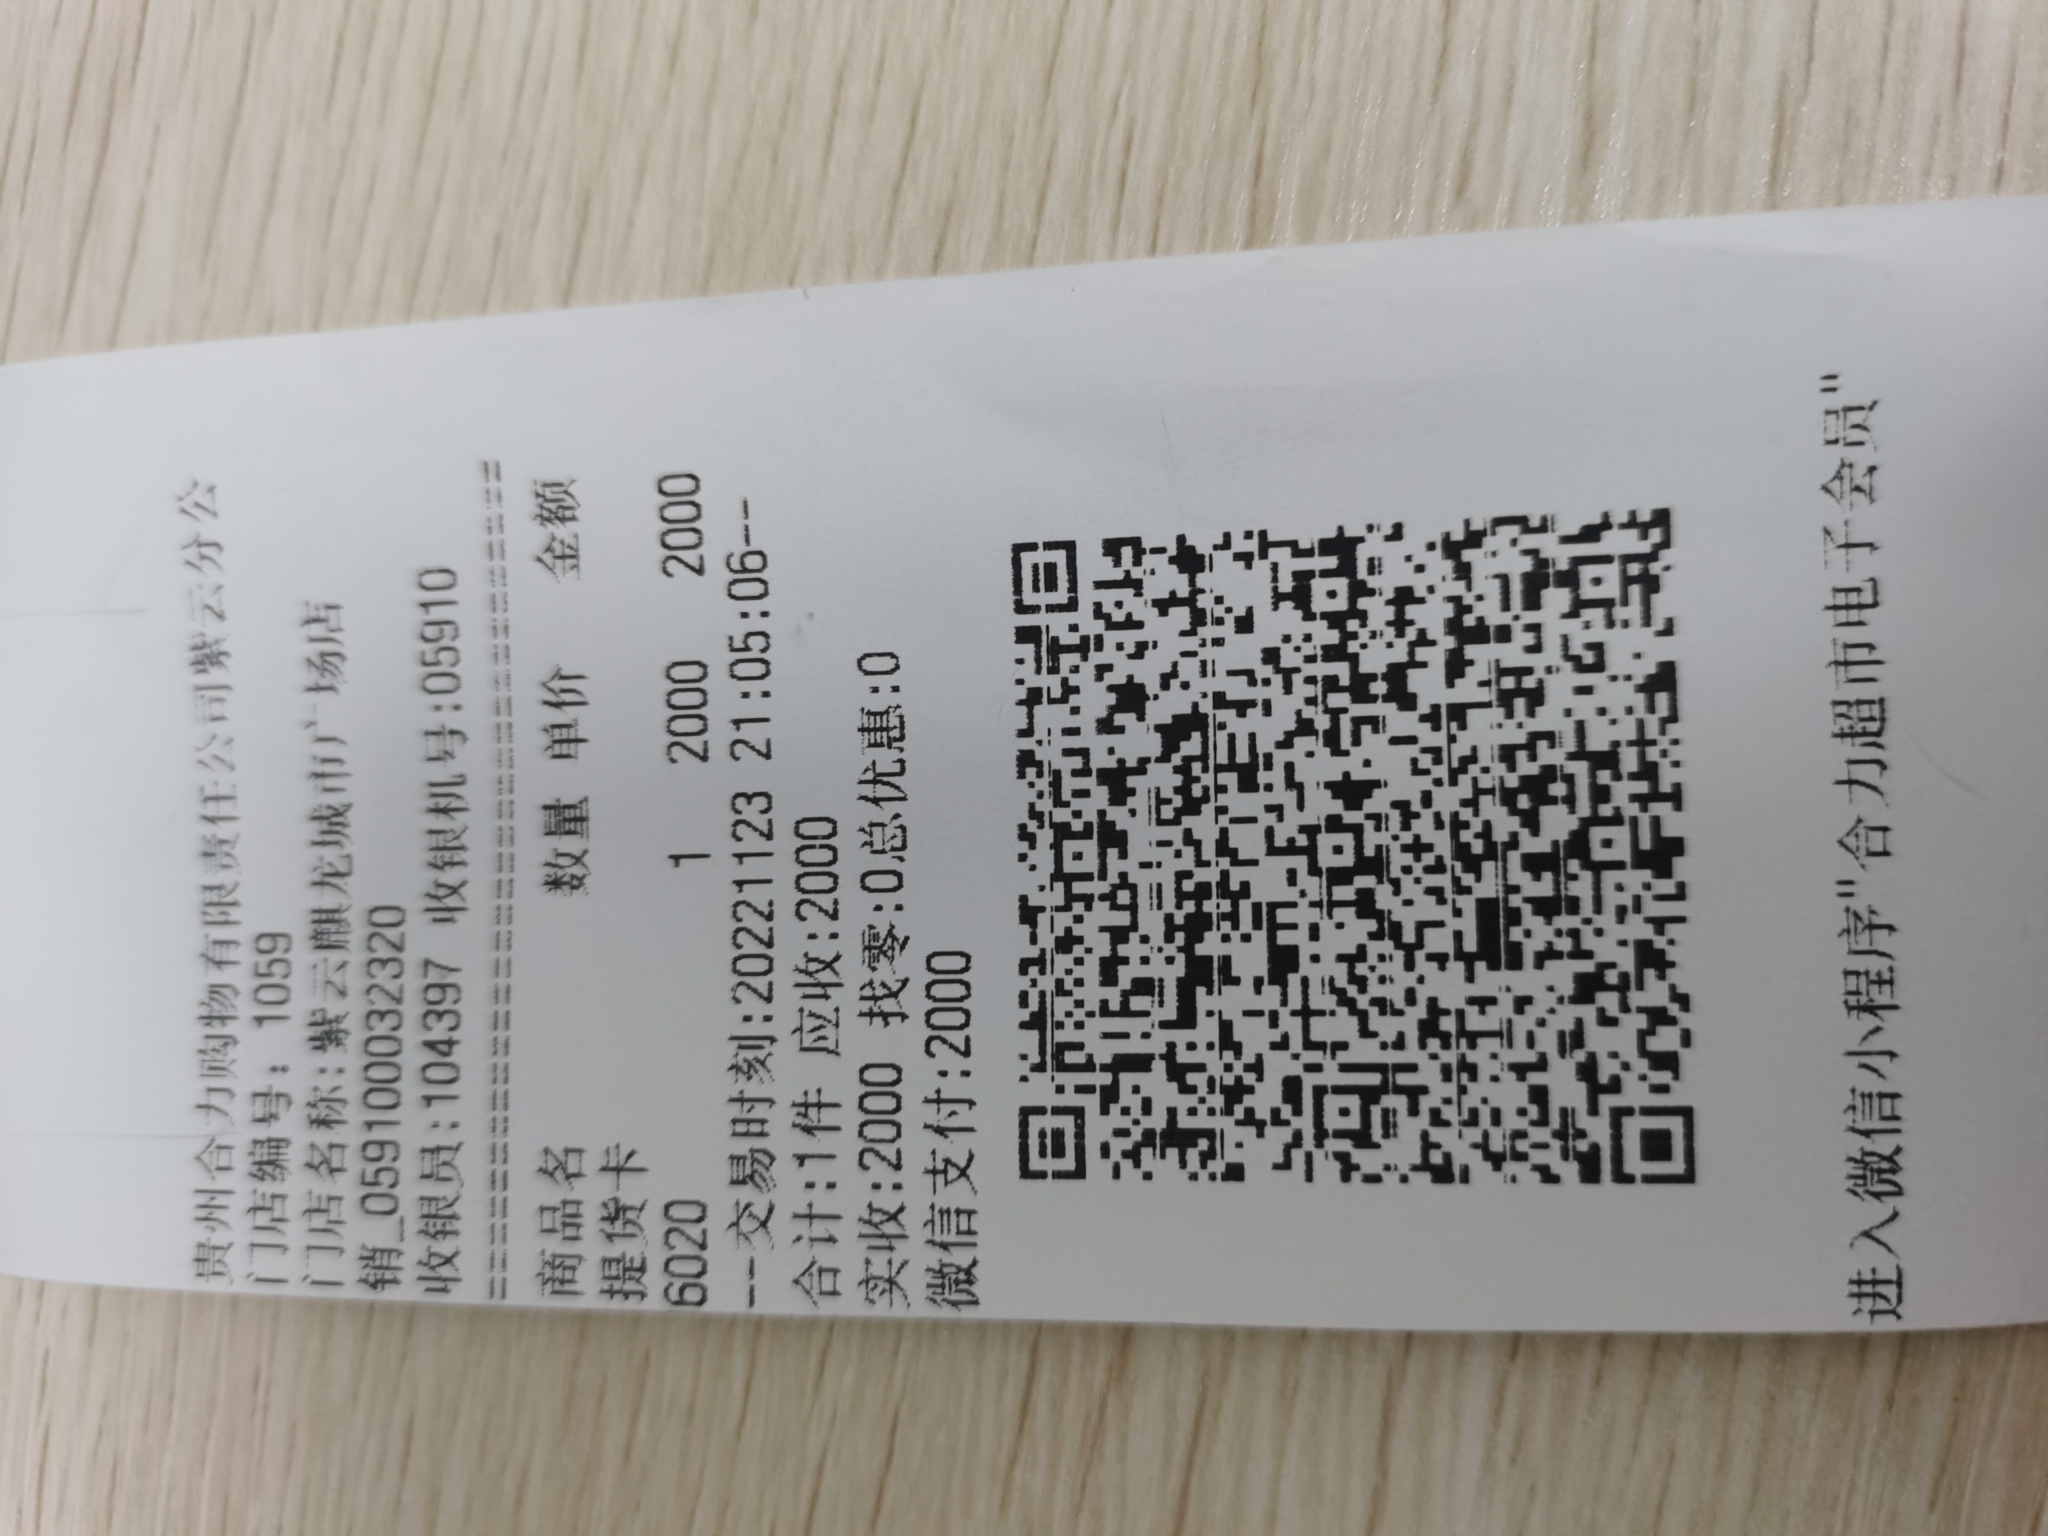 贵州合力购物有限责任公司紫云分公
门店编号: 1059
门店名称:紫云麒龙城市广场店
销_0591000032320
收银员:104397 收银机号:05910
商品名 数量 单价 金额
提货卡
6020 1 2000 2000
--交易时刻:20221123 21:05:06--
合计:1件 应收:2000
实收:2000 找零:0总优惠:0
微信支付:2000
进入微信小程序"合力超市电子会员"